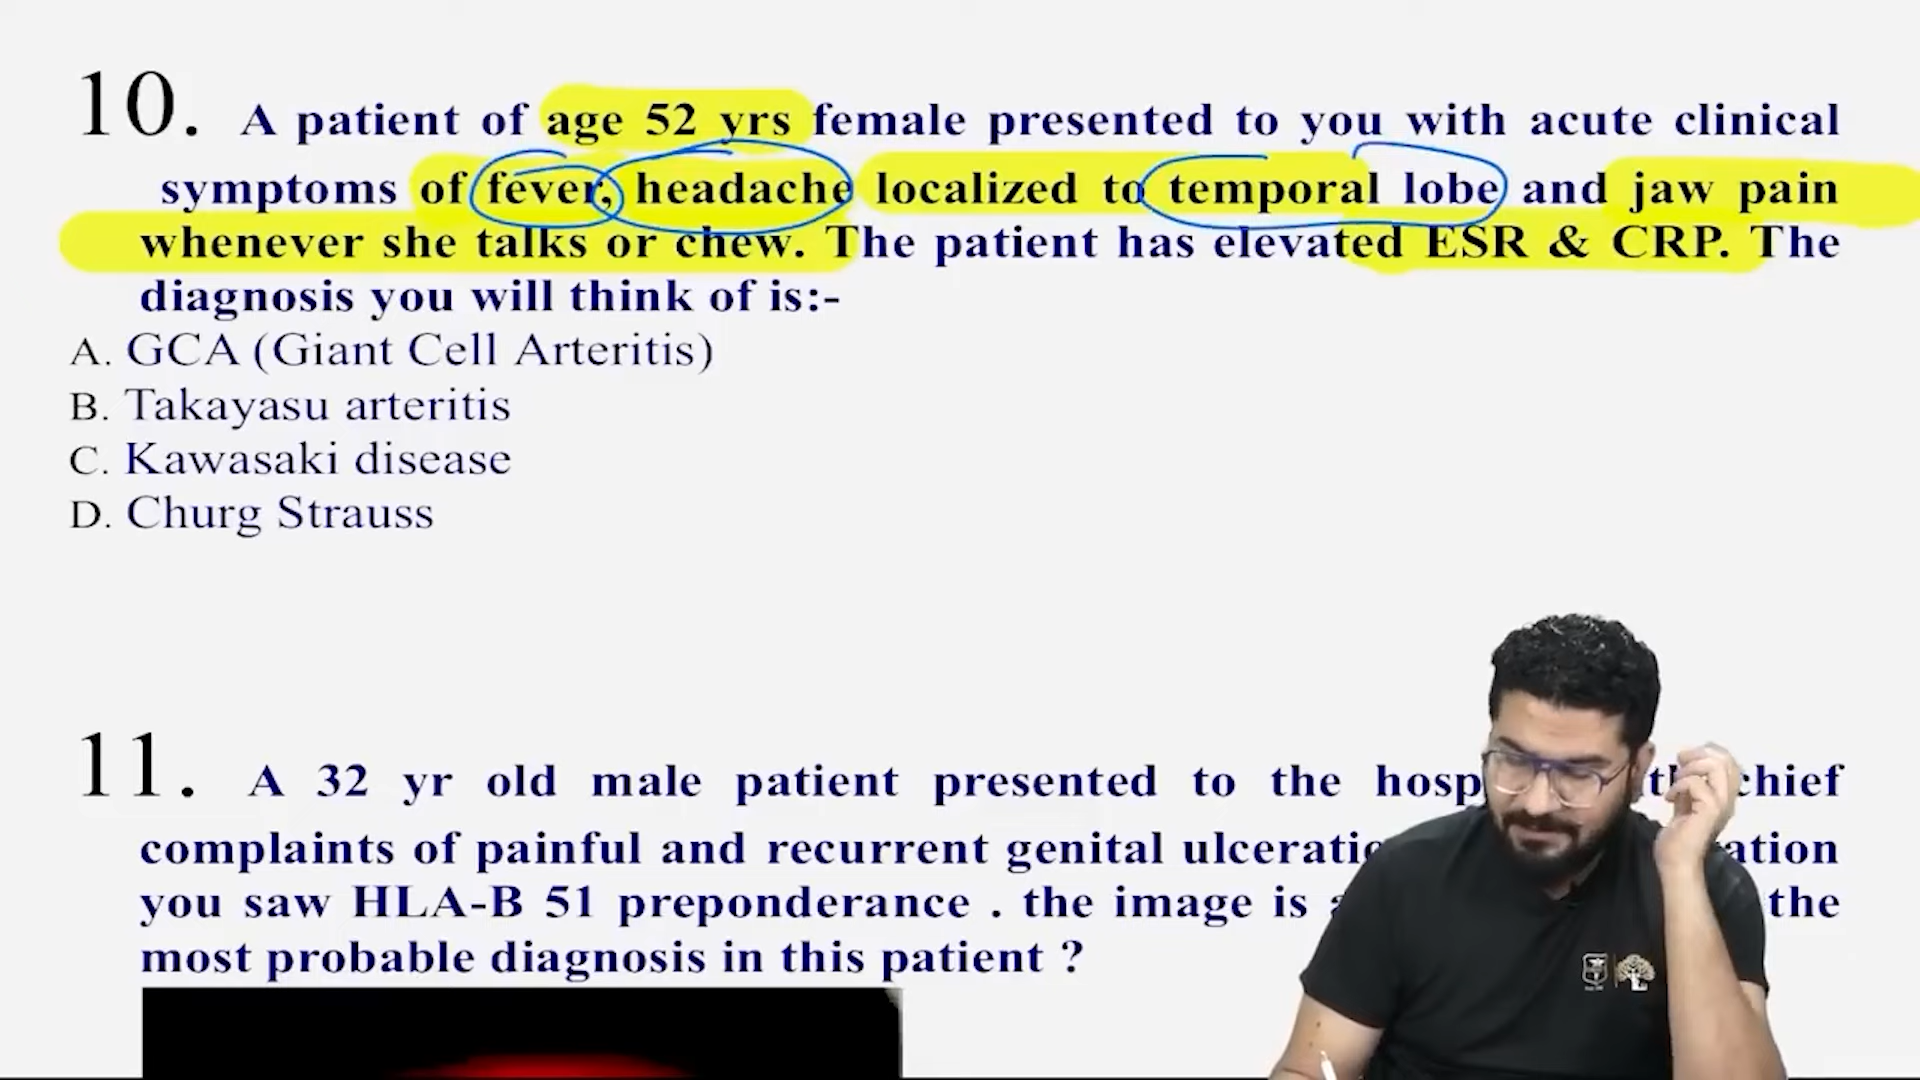 10. A patient of age 52 yrs female presented to you with acute clinical
symptoms of fever, headache localized to temporal lobe and jaw pain
whenever she talks or chew. The patient has elevated ESR & CRP. The
diagnosis you will think of is:-
A. GCA (Giant Cell Arteritis)
B. Takayasu arteritis
C. Kawasaki disease
D. Churg Strauss
11. A 32 yr old male patient presented to the chief
complaints of painful and recurrent genital
you saw HLA-B 51 preponderance . the image is the
most probable diagnosis in this patient ?